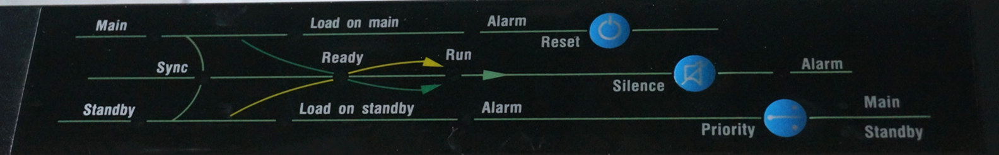 Main Load on main Alarm
Reset
Sync Ready Run
Silence Alarm
Standby Load on standby Alarm Main
Priority Standby